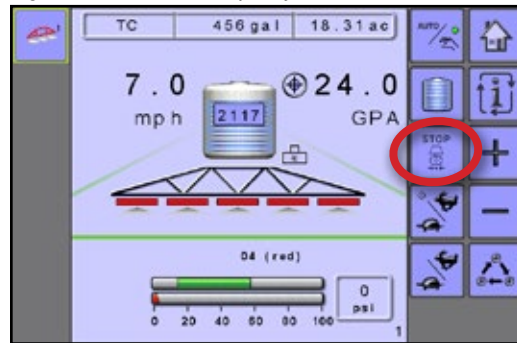 TC 456 gal 18.31 ac
AUTO
7.0 24.0
mph 2117 GPA
STOP
04 (red)
0
psi
0 20 40 60 80 100
1